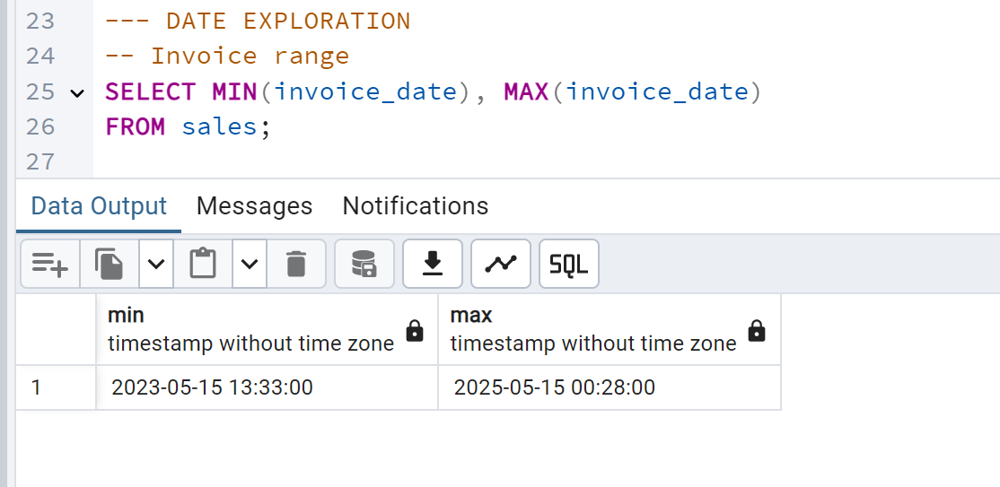 23 --- DATE EXPLORATION
24 -- Invoice range
25 SELECT MIN(invoice_date), MAX(invoice_date)
26 FROM sales;
27
Data Output Messages Notifications
SQL
min max
timestamp without time zone timestamp without time zone
1 2023-05-15 13:33:00 2025-05-15 00:28:00